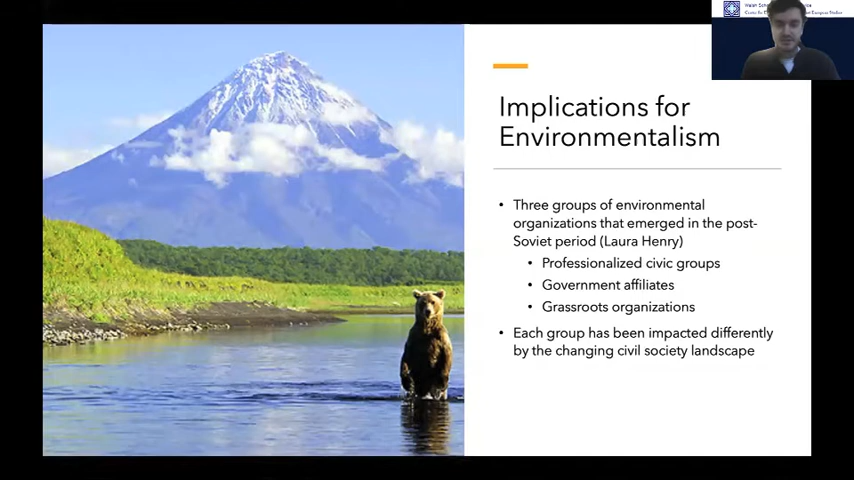 Implications for
Environmentalism
• Three groups of environmental
organizations that emerged in the post-
Soviet period (Laura Henry)
• Professionalized civic groups
• Government affiliates
• Grassroots organizations
• Each group has been impacted differently
by the changing civil society landscape